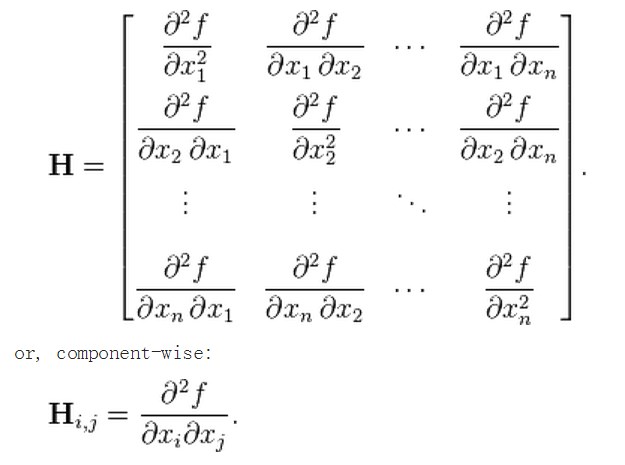 H = [ ∂²f/∂x₁² ∂²f/∂x₁ ∂x₂ ⋯ ∂²f/∂x₁ ∂xₙ
∂²f/∂x₂ ∂x₁ ∂²f/∂x₂² ⋯ ∂²f/∂x₂ ∂xₙ
⋮ ⋮ ⋱ ⋮
∂²f/∂xₙ ∂x₁ ∂²f/∂xₙ ∂x₂ ⋯ ∂²f/∂xₙ² ].
or, component-wise:
H_{i,j} = ∂²f/∂xᵢ∂xⱼ.